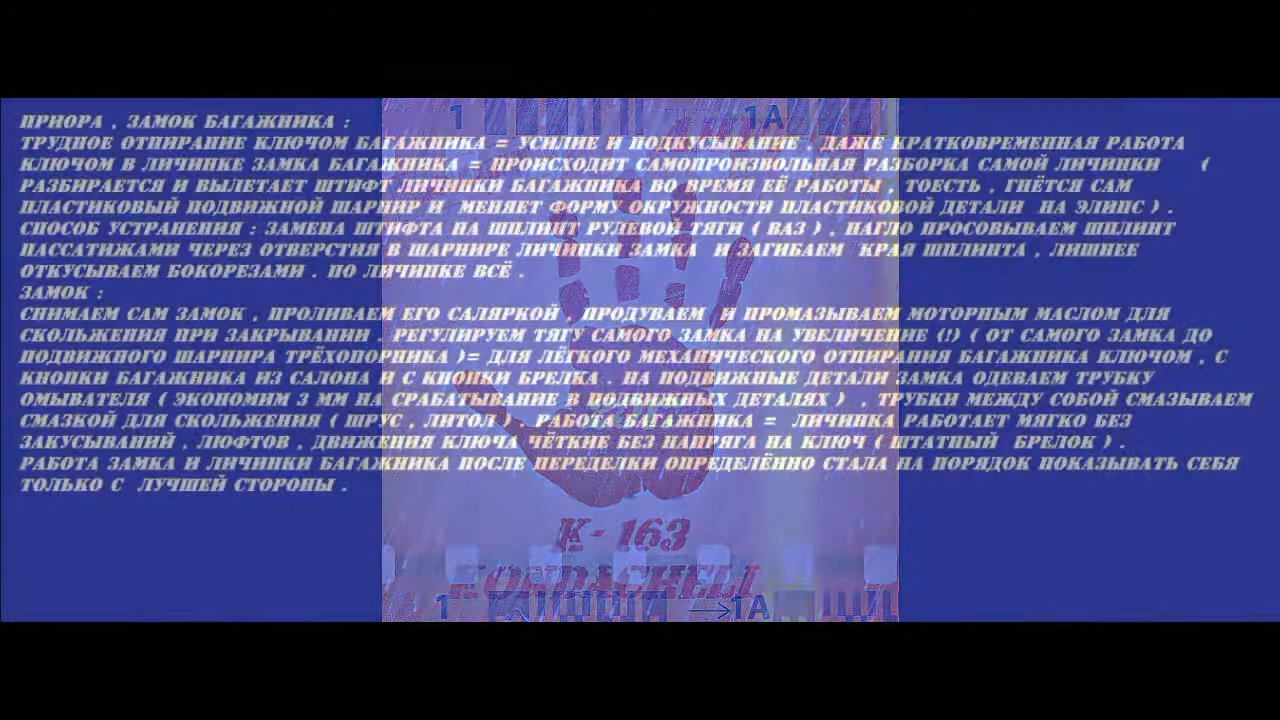 ПРИОРА , ЗАМОК БАГАЖНИКА :
ТРУДНОЕ ОТПИРАНИЕ КЛЮЧОМ БАГАЖНИКА = УСИЛИЕ И ПОДКУСЫВАНИЕ . ДАЖЕ КРАТКОВРЕМЕННАЯ РАБОТА
КЛЮЧОМ В ЛИЧИНКЕ ЗАМКА БАГАЖНИКА = ПРОИСХОДИТ САМОПРОИЗВОЛЬНАЯ РАЗБОРКА САМОЙ ЛИЧИНКИ (
РАЗБИРАЕТСЯ И ВЫЛЕТАЕТ ШТИФТ ЛИЧИНКИ БАГАЖНИКА ВО ВРЕМЯ ЕЁ РАБОТЫ , ТОЕСТЬ , ГНЁТСЯ САМ
ПЛАСТИКОВЫЙ ПОДВИЖНОЙ ШАРНИР И МЕНЯЕТ ФОРМУ ОКРУЖНОСТИ ПЛАСТИКОВОЙ ДЕТАЛИ НА ЭЛИПС ) .
СПОСОБ УСТРАНЕНИЯ : ЗАМЕНА ШТИФТА НА ШПЛИНТ РУЛЕВОЙ ТЯГИ ( ВАЗ ) . НАГЛО ПРОСОВЫВАЕМ ШПЛИНТ
ПАССАТИЖАМИ ЧЕРЕЗ ОТВЕРСТИЯ В ШАРНИРЕ ЛИЧИНКИ ЗАМКА И ЗАГИБАЕМ КРАЯ ШПЛИНТА , ЛИШНЕЕ
ОТКУСЫВАЕМ БОКОРЕЗАМИ . ПО ЛИЧИНКЕ ВСЁ .
ЗАМОК :
СНИМАЕМ САМ ЗАМОК , ПРОЛИВАЕМ ЕГО САЛЯРКОЙ , ПРОДУВАЕМ И ПРОМАЗЫВАЕМ МОТОРНЫМ МАСЛОМ ДЛЯ
СКОЛЬЖЕНИЯ ПРИ ЗАКРЫВАНИИ . РЕГУЛИРУЕМ ТЯГУ САМОГО ЗАМКА НА УВЕЛИЧЕНИЕ (!) ( ОТ САМОГО ЗАМКА ДО
ПОДВИЖНОГО ШАРНИРА ТРЁХОПОРНИКА )= ДЛЯ ЛЁГКОГО МЕХАНИЧЕСКОГО ОТПИРАНИЯ БАГАЖНИКА КЛЮЧОМ , С
КНОПКИ БАГАЖНИКА ИЗ САЛОНА И С КНОПКИ БРЕЛКА . НА ПОДВИЖНЫЕ ДЕТАЛИ ЗАМКА ОДЕВАЕМ ТРУБКУ
ОМЫВАТЕЛЯ ( ЭКОНОМИМ 3 ММ НА СРАБАТЫВАНИЕ В ПОДВИЖНЫХ ДЕТАЛЯХ ) , ТРУБКИ МЕЖДУ СОБОЙ СМАЗЫВАЕМ
СМАЗКОЙ ДЛЯ СКОЛЬЖЕНИЯ ( ШРУС , ЛИТОЛ ) . РАБОТА БАГАЖНИКА = ЛИЧИНКА РАБОТАЕТ МЯГКО БЕЗ
ЗАКУСЫВАНИЙ , ЛЮФТОВ , ДВИЖЕНИЯ КЛЮЧА ЧЁТКИЕ БЕЗ НАПРЯГА НА КЛЮЧ ( ШТАТНЫЙ БРЕЛОК ) .
РАБОТА ЗАМКА И ЛИЧИНКИ БАГАЖНИКА ПОСЛЕ ПЕРЕДЕЛКИ ОПРЕДЕЛЁННО СТАЛА НА ПОРЯДОК ПОКАЗЫВАТЬ СЕБЯ
ТОЛЬКО С ЛУЧШЕЙ СТОРОНЫ .
1 1A
K - 163
KONDACHELI
1 →1A